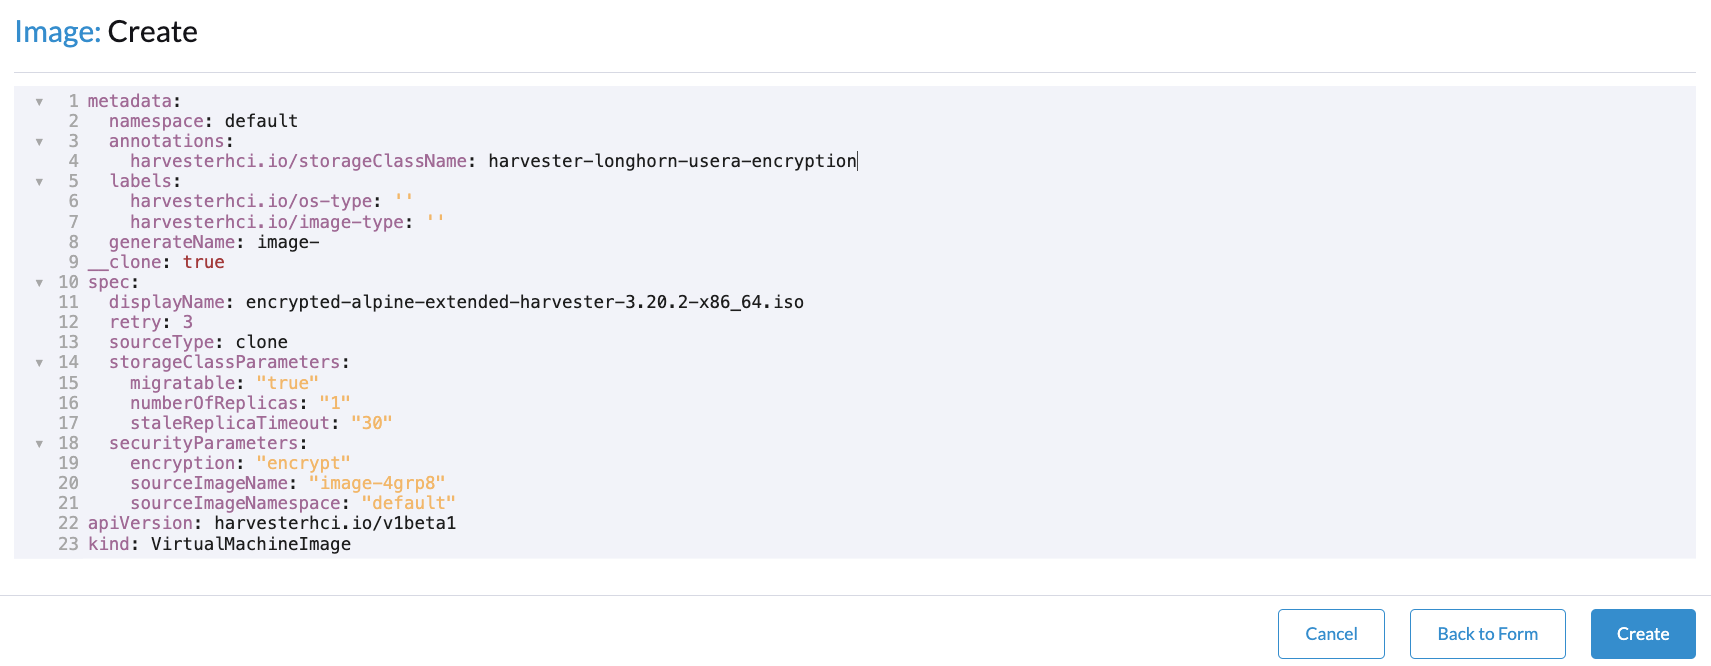 Image: Create
1 metadata:
2   namespace: default
3   annotations:
4     harvesterhci.io/storageClassName: harvester-longhorn-usera-encryption
5   labels:
6     harvesterhci.io/os-type: ''
7     harvesterhci.io/image-type: ''
8   generateName: image-
9 __clone: true
10 spec:
11   displayName: encrypted-alpine-extended-harvester-3.20.2-x86_64.iso
12   retry: 3
13   sourceType: clone
14   storageClassParameters:
15     migratable: "true"
16     numberOfReplicas: "1"
17     staleReplicaTimeout: "30"
18   securityParameters:
19     encryption: "encrypt"
20     sourceImageName: "image-4grp8"
21     sourceImageNamespace: "default"
22 apiVersion: harvesterhci.io/v1beta1
23 kind: VirtualMachineImage
Cancel Back to Form Create